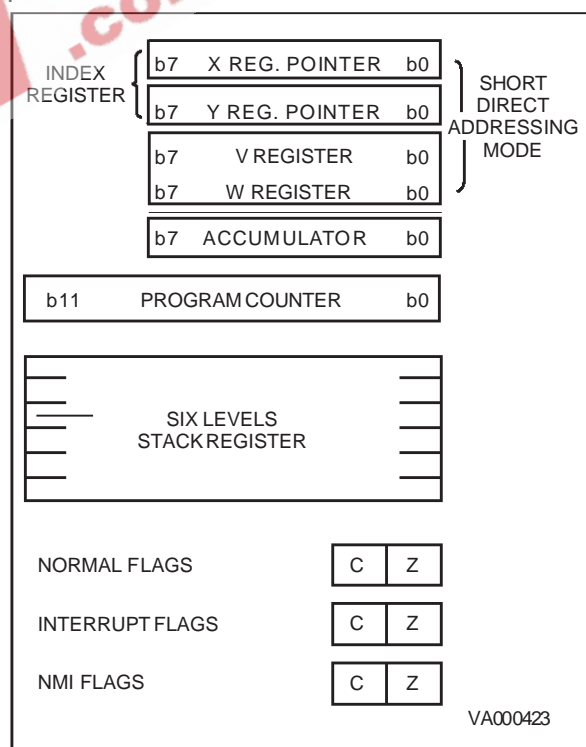 .CO
INDEX
REGISTER
b7 X REG. POINTER b0
b7 Y REG. POINTER b0
b7 V REGISTER b0
b7 W REGISTER b0
SHORT
DIRECT
ADDRESSING
MODE
b7 ACCUMULATOR b0
b11 PROGRAM COUNTER b0
SIX LEVELS
STACK REGISTER
NORMAL FLAGS C Z
INTERRUPT FLAGS C Z
NMI FLAGS C Z
VA000423